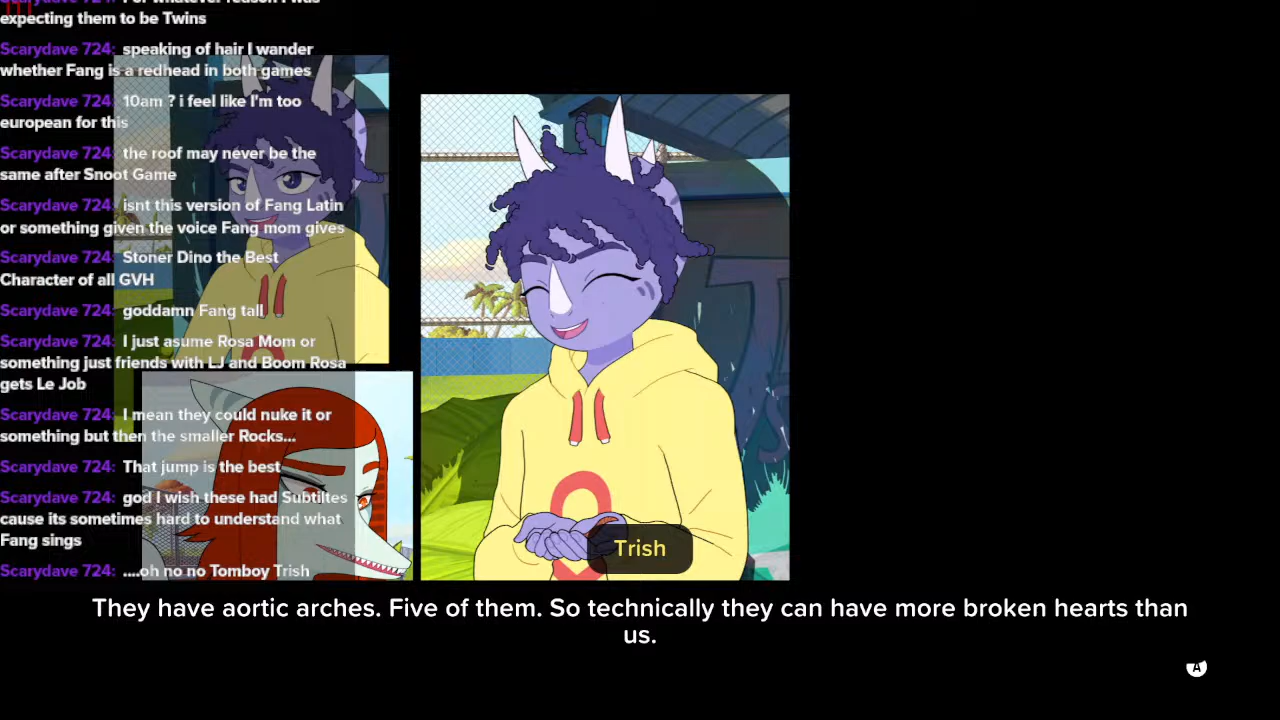 expecting them to be Twins
Scarydave 724: speaking of hair I wander
whether Fang is a redhead in both games
Scarydave 724: 10am ? i feel like I'm too
european for this
Scarydave 724: the roof may never be the
same after Snoot Game
Scarydave 724: isnt this version of Fang Latin
or something given the voice Fang mom gives
Scarydave 724: Stoner Dino the Best
Character of all GVH
Scarydave 724: goddamn Fang tall
Scarydave 724: I just asume Rosa Mom or
something just friends with LJ and Boom Rosa
gets Le Job
Scarydave 724: I mean they could nuke it or
something but then the smaller Rocks...
Scarydave 724: That jump is the best
Scarydave 724: god I wish these had Subtiltes
cause its sometimes hard to understand what
Fang sings
Scarydave 724: ....oh no no Tomboy Trish
Trish
They have aortic arches. Five of them. So technically they can have more broken hearts than
us.
A